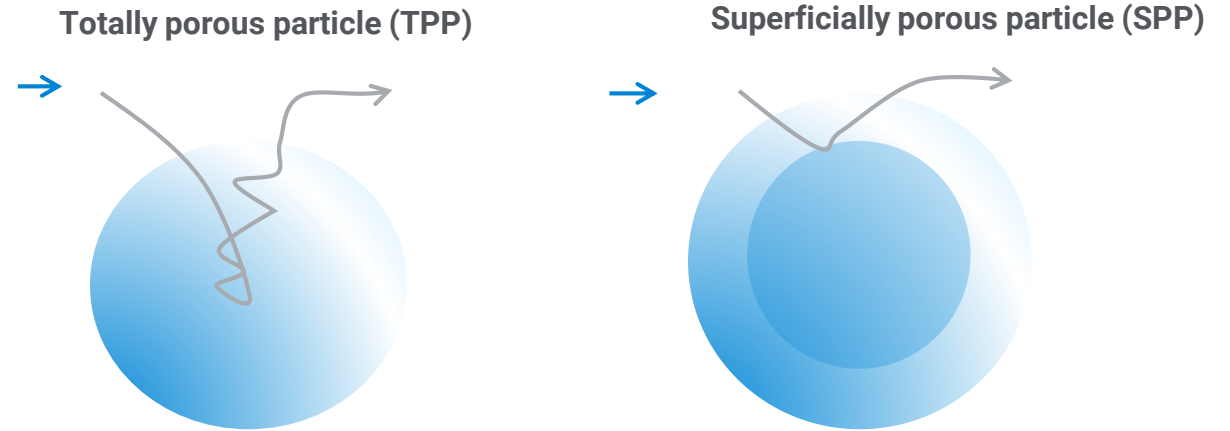 Totally porous particle (TPP)
Superficially porous particle (SPP)